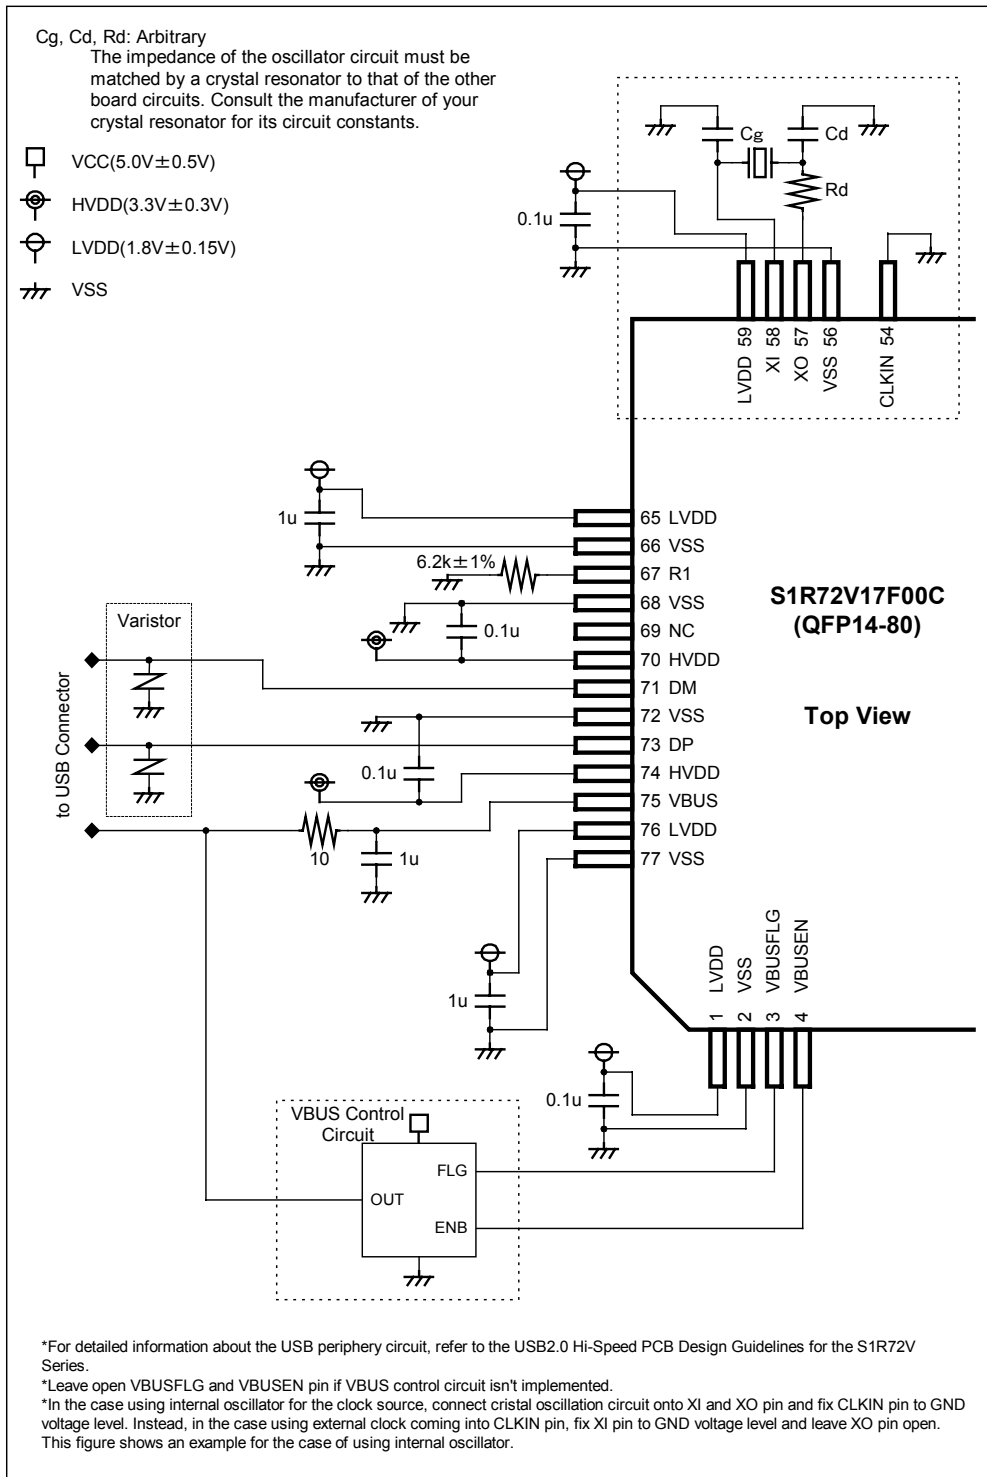 Cg, Cd, Rd: Arbitrary
The impedance of the oscillator circuit must be
matched by a crystal resonator to that of the other
board circuits. Consult the manufacturer of your
crystal resonator for its circuit constants.
VCC(5.0V±0.5V)
HVDD(3.3V±0.3V)
LVDD(1.8V±0.15V)
VSS
Cg
Cd
Rd
0.1u
LVDD 59
XI 58
XO 57
VSS 56
CLKIN 54
1u
65 LVDD
66 VSS
6.2k±1%
67 R1
68 VSS
0.1u
69 NC
70 HVDD
71 DM
72 VSS
73 DP
0.1u
74 HVDD
75 VBUS
76 LVDD
77 VSS
S1R72V17F00C
(QFP14-80)
Top View
Varistor
to USB Connector
10
1u
1u
1 LVDD
2 VSS
3 VBUSFLG
4 VBUSEN
0.1u
VBUS Control
Circuit
FLG
OUT
ENB
*For detailed information about the USB periphery circuit, refer to the USB2.0 Hi-Speed PCB Design Guidelines for the S1R72V
Series.
*Leave open VBUSFLG and VBUSEN pin if VBUS control circuit isn't implemented.
*In the case using internal oscillator for the clock source, connect cristal oscillation circuit onto XI and XO pin and fix CLKIN pin to GND
voltage level. Instead, in the case using external clock coming into CLKIN pin, fix XI pin to GND voltage level and leave XO pin open.
This figure shows an example for the case of using internal oscillator.